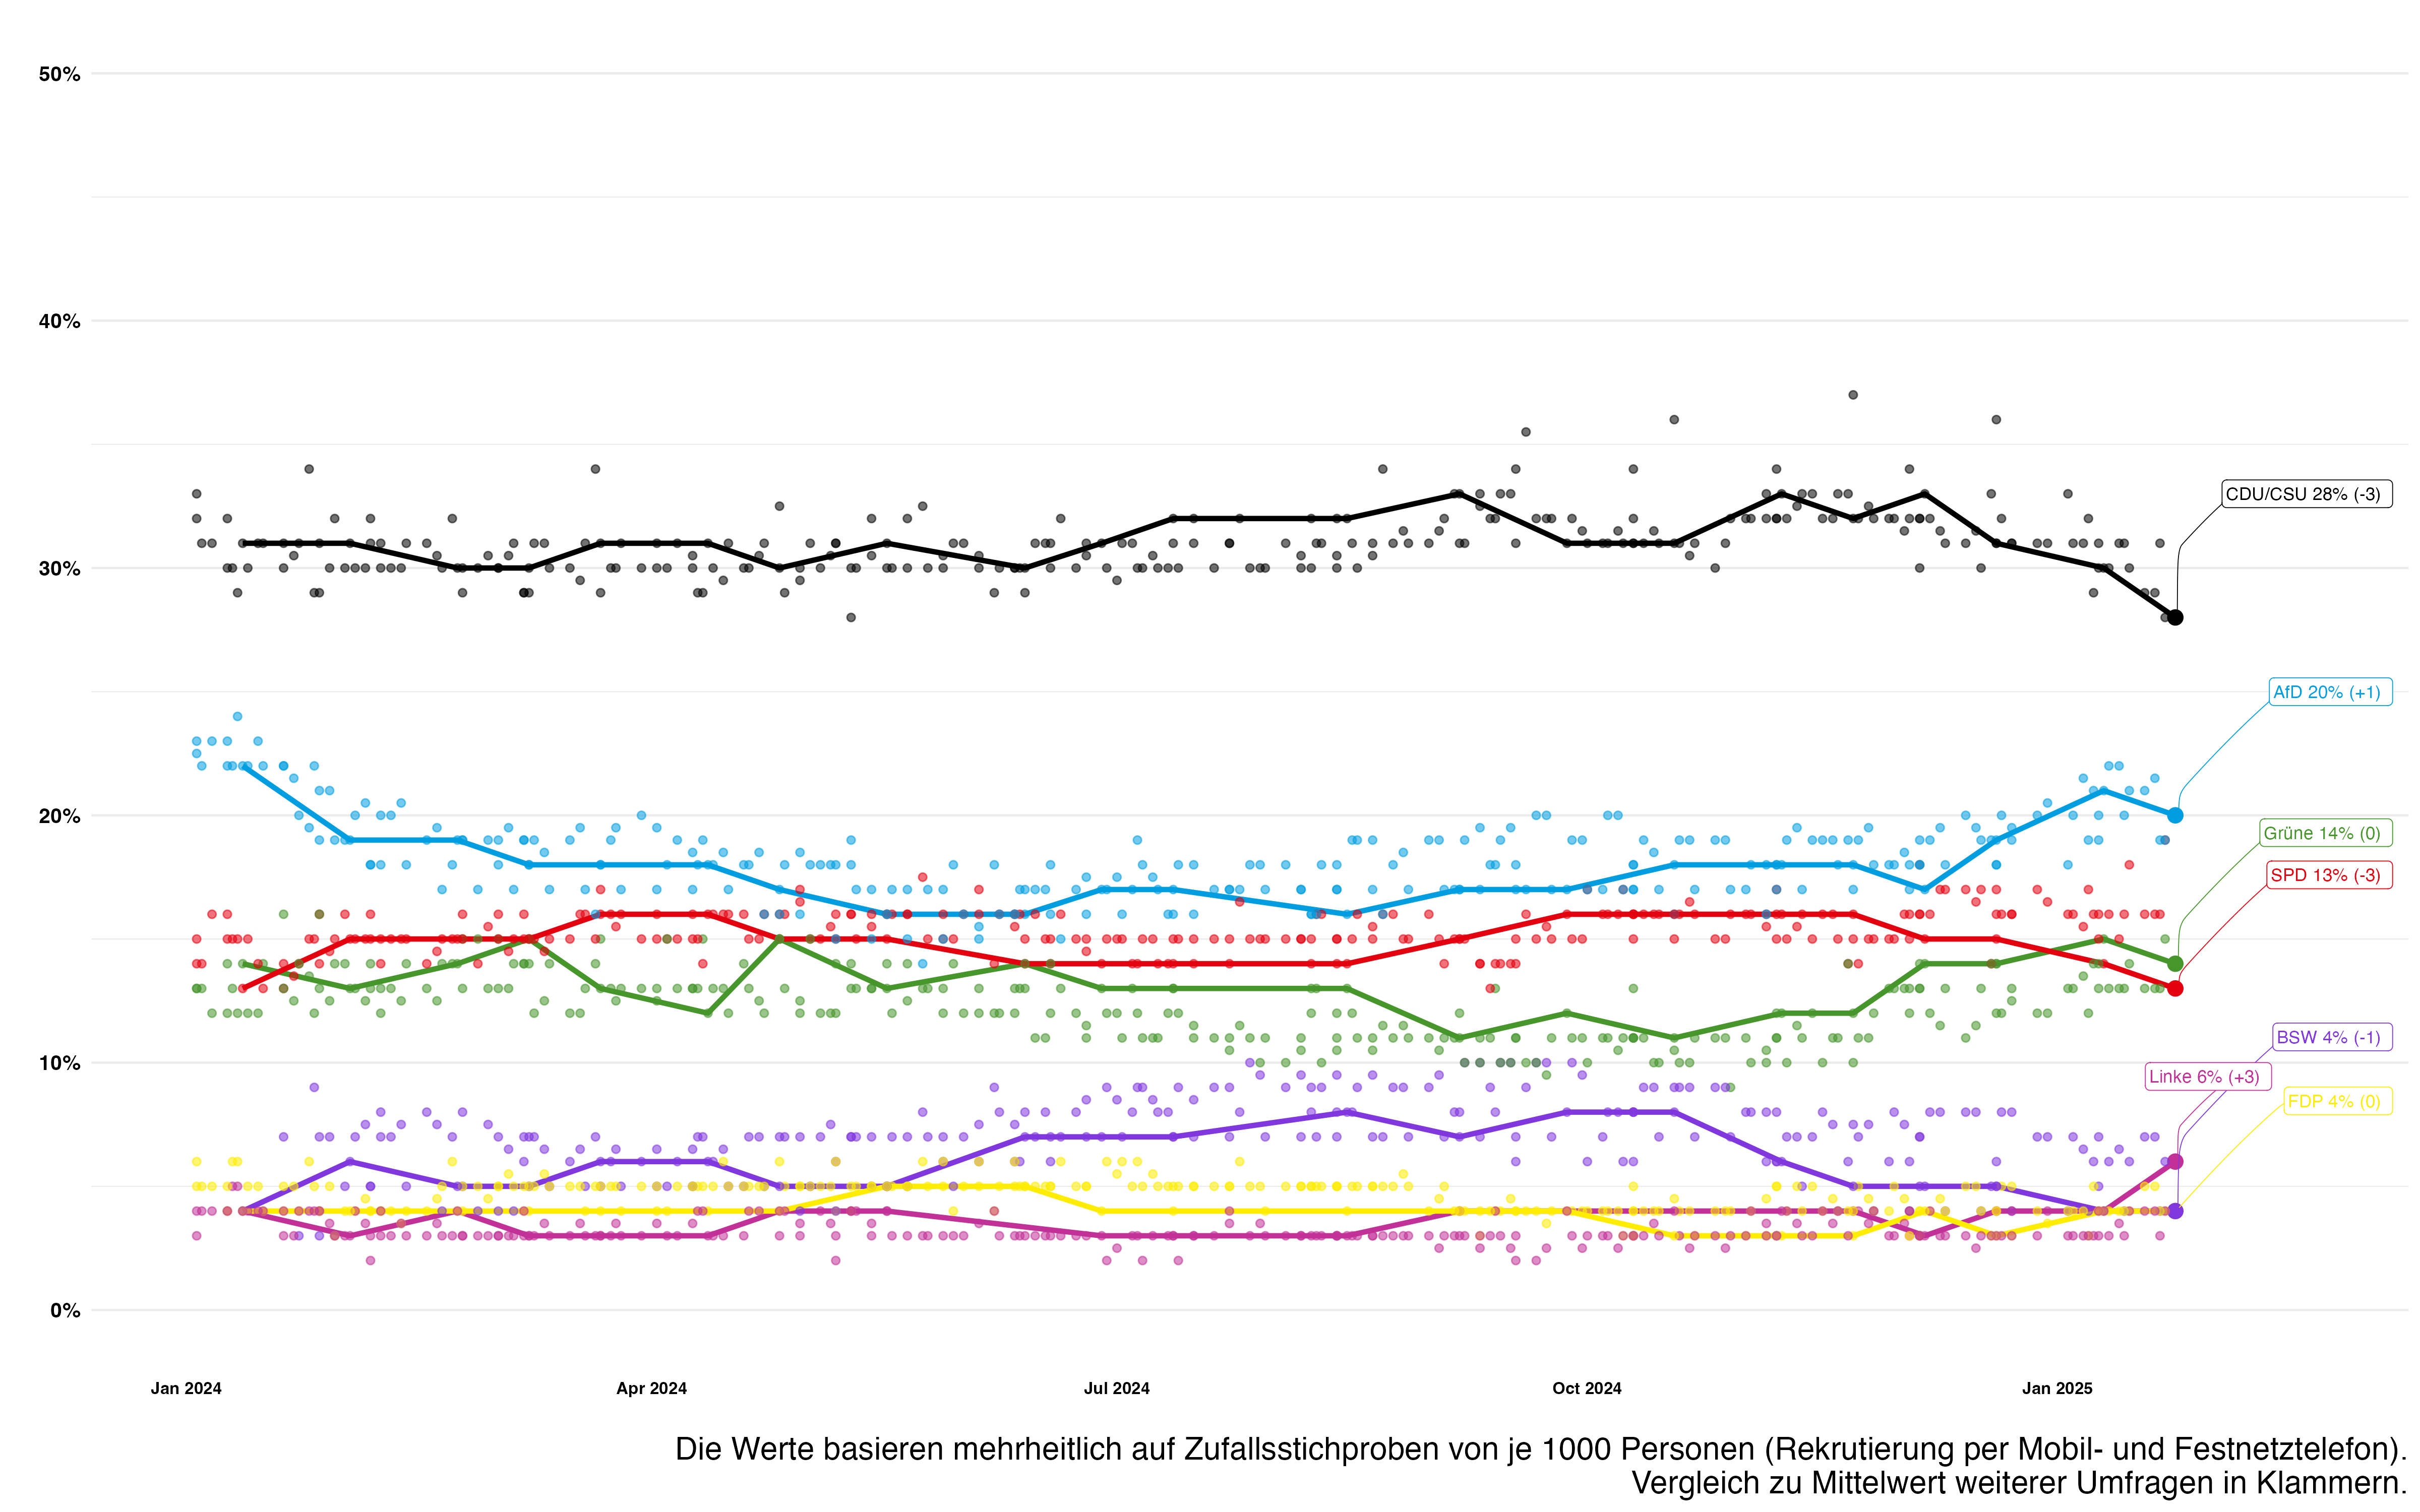 50%
40%
30%
20%
10%
0%
CDU/CSU 28% (-3)
AfD 20% (+1)
Grüne 14% (0)
SPD 13% (-3)
BSW 4% (-1)
Linke 6% (+3)
FDP 4% (0)
Jan 2024
Apr 2024
Jul 2024
Oct 2024
Jan 2025
Die Werte basieren mehrheitlich auf Zufallsstichproben von je 1000 Personen (Rekrutierung per Mobil- und Festnetztelefon).
Vergleich zu Mittelwert weiterer Umfragen in Klammern.